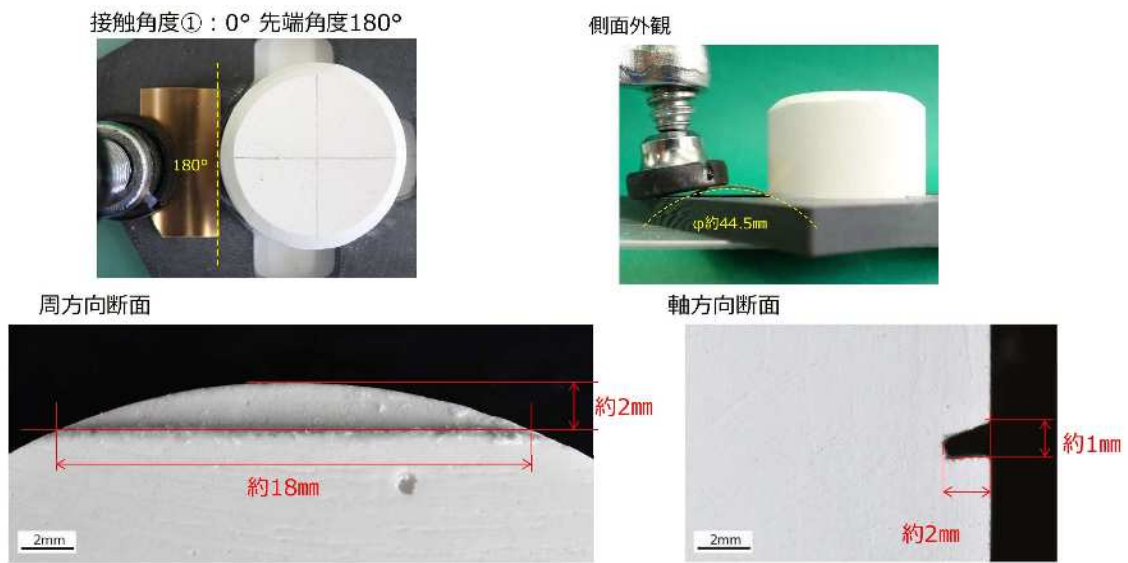 接触角度①：0° 先端角度180°
側面外観
180°
φ約44.5㎜
周方向断面
軸方向断面
約2㎜
約18㎜
2mm
約1㎜
約2㎜
2mm